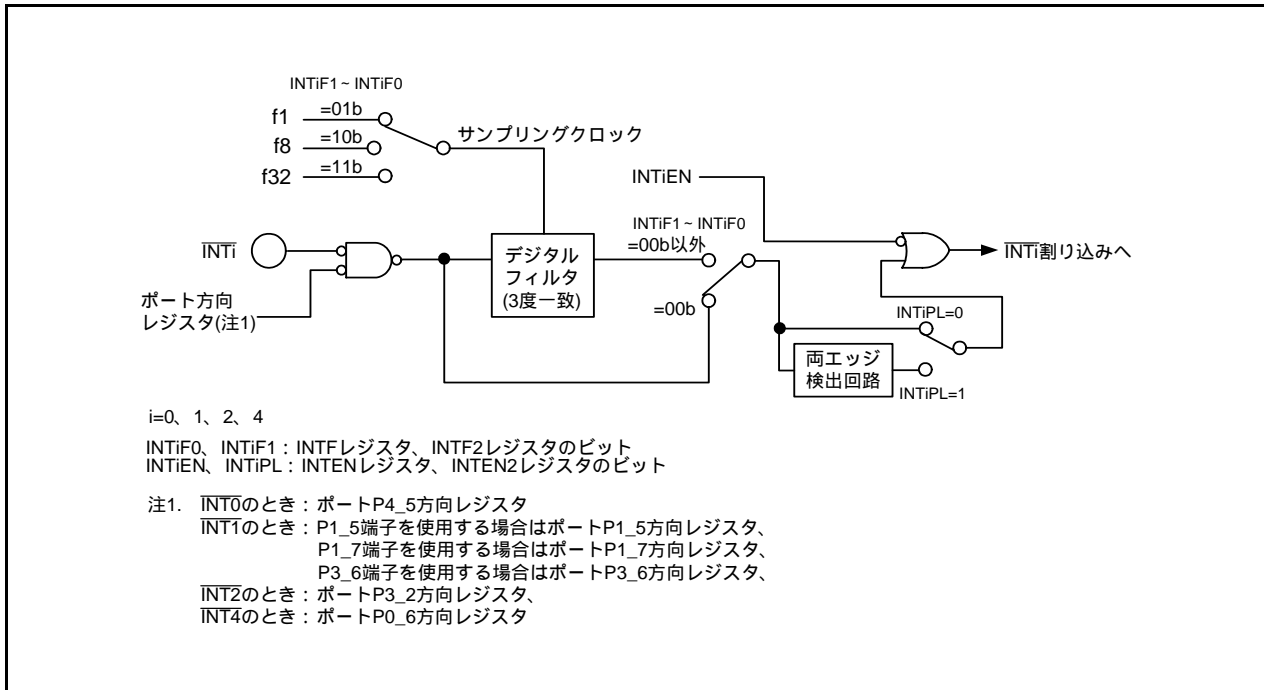 INTiF1 ~ INTiF0
f1 =01b
f8 =10b
f32 =11b
サンプリングクロック
INTi
ポート方向
レジスタ(注1)
デジタル
フィルタ
(3度一致)
INTiEN
INTiF1 ~ INTiF0
=00b以外
=00b
両エッジ
検出回路
INTiPL=0
INTiPL=1
INTi割り込みへ
i=0、1、2、4
INTiF0、INTiF1：INTFレジスタ、INTF2レジスタのビット
INTiEN、INTiPL：INTENレジスタ、INTEN2レジスタのビット
注1. INT0のとき：ポートP4_5方向レジスタ
INT1のとき：P1_5端子を使用する場合はポートP1_5方向レジスタ、
P1_7端子を使用する場合はポートP1_7方向レジスタ、
P3_6端子を使用する場合はポートP3_6方向レジスタ、
INT2のとき：ポートP3_2方向レジスタ、
INT4のとき：ポートP0_6方向レジスタ